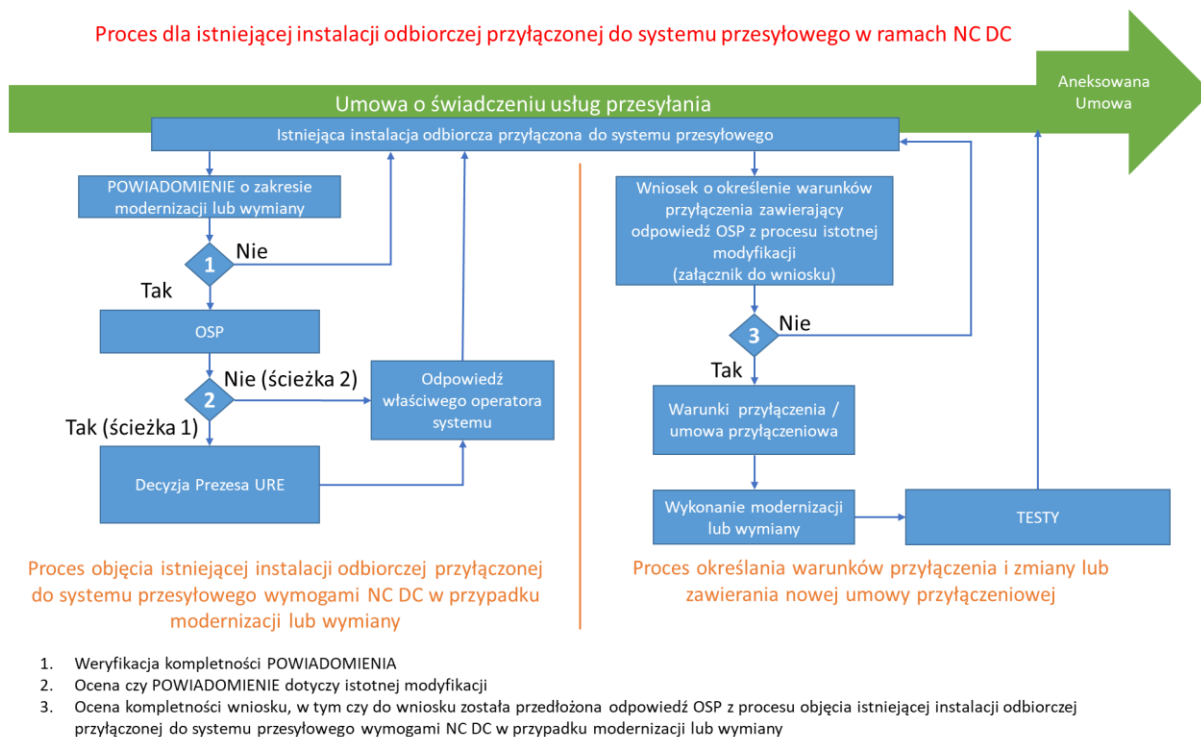 Proces dla istniejącej instalacji odbiorczej przyłączonej do systemu przesyłowego w ramach NC DC
Aneksowana
Umowa
Umowa o świadczeniu usług przesyłania
Istniejąca instalacja odbiorcza przyłączona do systemu przesyłowego
POWIADOMIENIE o zakresie
modernizacji lub wymiany
1
Nie
Tak
OSP
2
Nie (ścieżka 2)
Tak (ścieżka 1)
Odpowiedź
właściwego operatora
systemu
Decyzja Prezesa URE
Wniosek o określenie warunków
przyłączenia zawierający
odpowiedź OSP z procesu istotnej
modyfikacji
(załącznik do wniosku)
3
Nie
Tak
Warunki przyłączenia /
umowa przyłączeniowa
Wykonanie modernizacji
lub wymiany
TESTY
Proces objęcia istniejącej instalacji odbiorczej przyłączonej
do systemu przesyłowego wymogami NC DC w przypadku
modernizacji lub wymiany
Proces określania warunków przyłączenia i zmiany lub
zawierania nowej umowy przyłączeniowej
1. Weryfikacja kompletności POWIADOMIENIA
2. Ocena czy POWIADOMIENIE dotyczy istotnej modyfikacji
3. Ocena kompletności wniosku, w tym czy do wniosku została przedłożona odpowiedź OSP z procesu objęcia istniejącej instalacji odbiorczej
przyłączonej do systemu przesyłowego wymogami NC DC w przypadku modernizacji lub wymiany